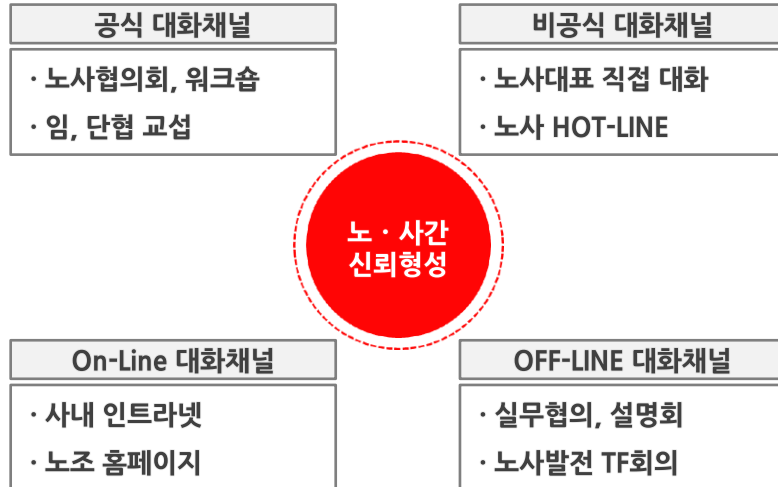 공식 대화채널
· 노사협의회, 워크숍
· 임, 단협 교섭
비공식 대화채널
· 노사대표 직접 대화
· 노사 HOT-LINE
노 · 사간
신뢰형성
On-Line 대화채널
· 사내 인트라넷
· 노조 홈페이지
OFF-LINE 대화채널
· 실무협의, 설명회
· 노사발전 TF회의